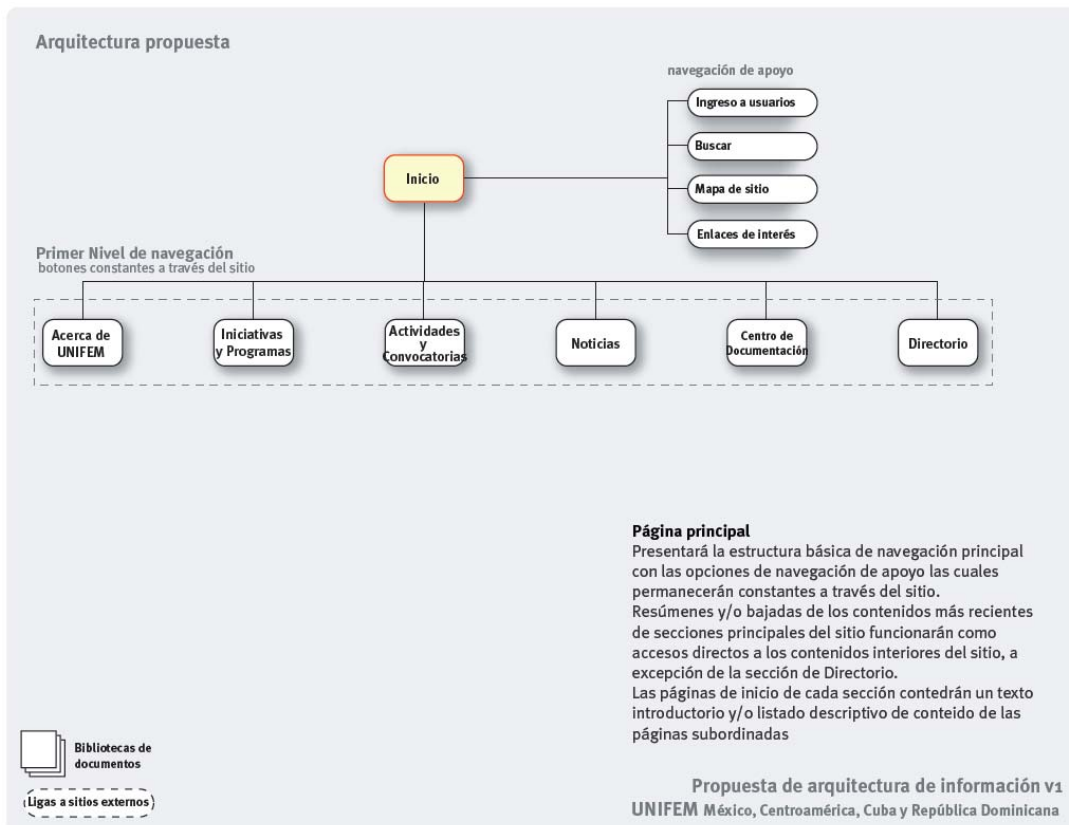 Arquitectura propuesta
navegación de apoyo
Ingreso a usuarios
Buscar
Mapa de sitio
Enlaces de interés
Inicio
Primer Nivel de navegación
botones constantes a través del sitio
Acerca de
UNIFEM
Iniciativas
y Programas
Actividades
y
Convocatorias
Noticias
Centro de
Documentación
Directorio
Página principal
Presentará la estructura básica de navegación principal
con las opciones de navegación de apoyo las cuales
permanecerán constantes a través del sitio.
Resúmenes y/o bajadas de los contenidos más recientes
de secciones principales del sitio funcionarán como
accesos directos a los contenidos interiores del sitio, a
excepción de la sección de Directorio.
Las páginas de inicio de cada sección contedrán un texto
introductorio y/o listado descriptivo de conteido de las
páginas subordinadas
Bibliotecas de
documentos
Ligas a sitios externos
Propuesta de arquitectura de información v1
UNIFEM México, Centroamérica, Cuba y República Dominicana